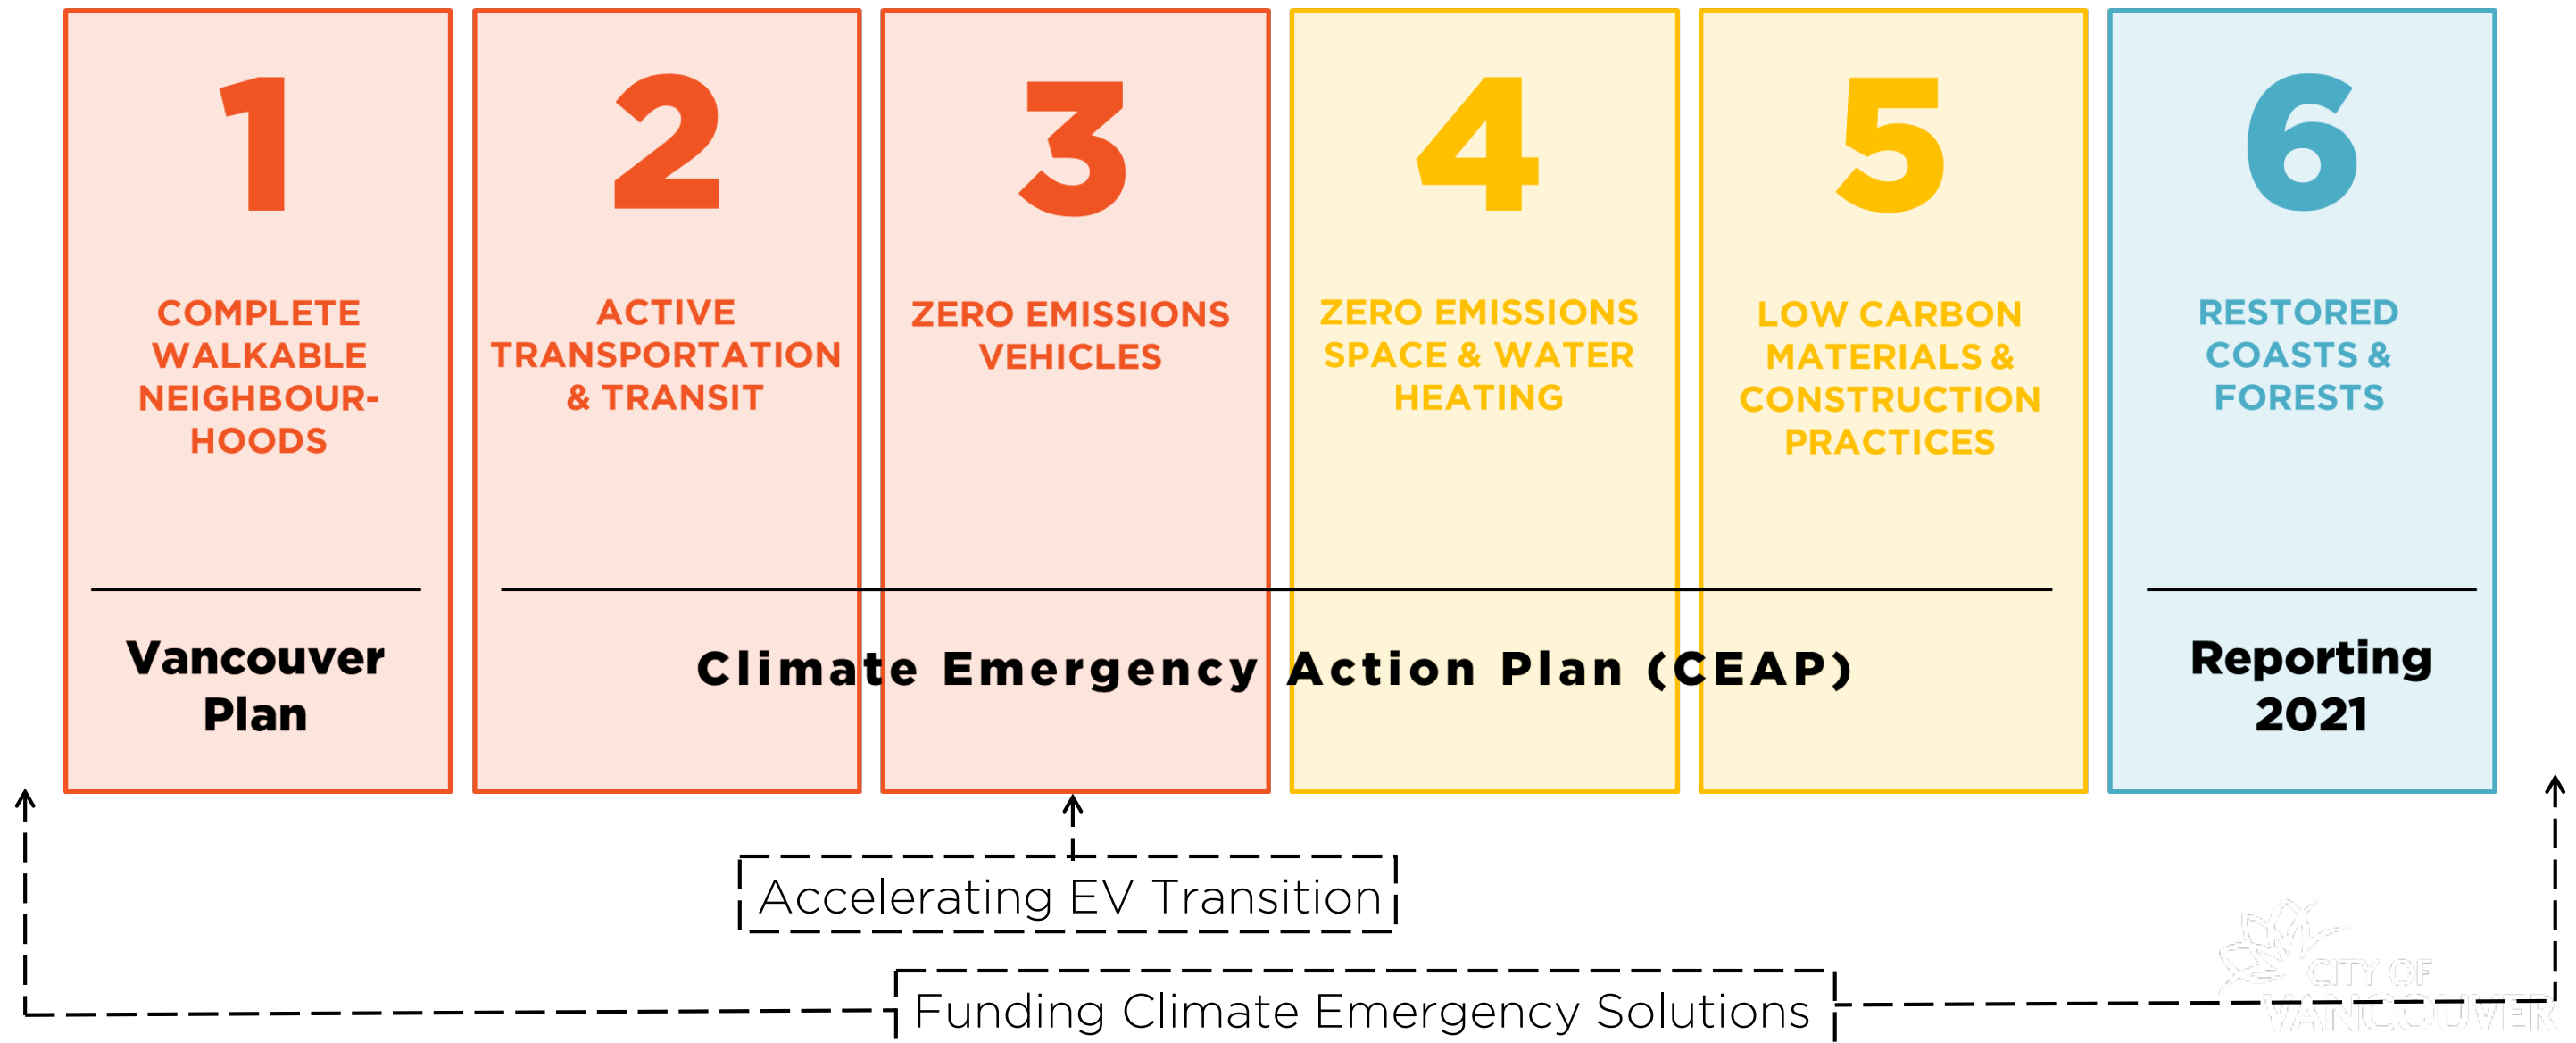 1
COMPLETE
WALKABLE
NEIGHBOUR-
HOODS
Vancouver
Plan
2
ACTIVE
TRANSPORTATION
& TRANSIT
3
ZERO EMISSIONS
VEHICLES
4
ZERO EMISSIONS
SPACE & WATER
HEATING
5
LOW CARBON
MATERIALS &
CONSTRUCTION
PRACTICES
Climate Emergency Action Plan (CEAP)
6
RESTORED
COASTS &
FORESTS
Reporting
2021
Accelerating EV Transition
Funding Climate Emergency Solutions
CITY OF
VANCOUVER